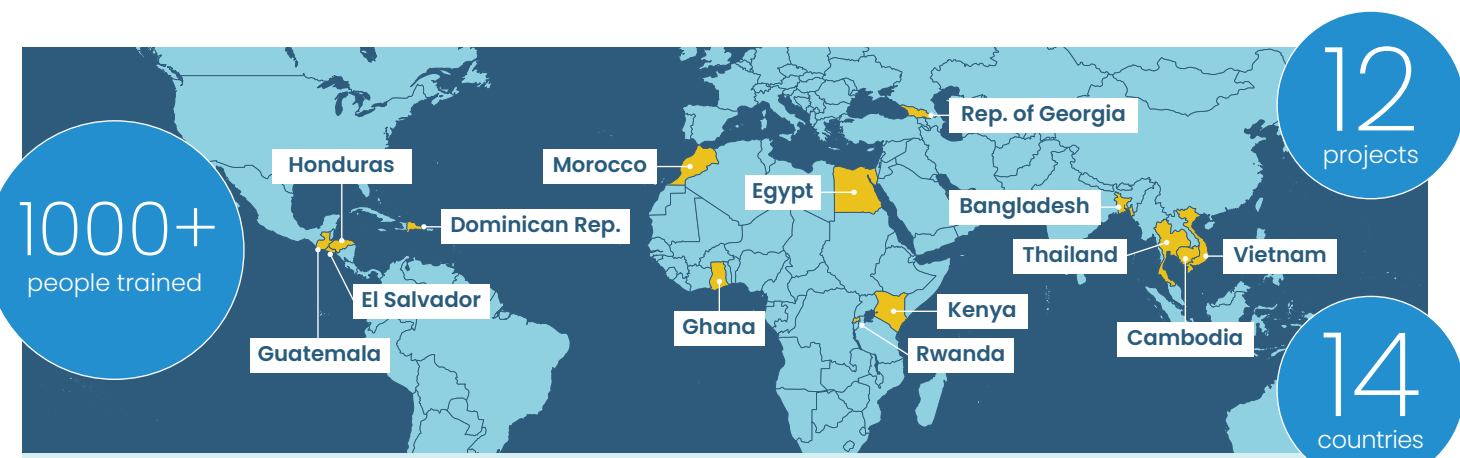 12
projects
Rep. of Georgia
Honduras
Morocco
Egypt
Bangladesh
1000+
people trained
Dominican Rep.
Thailand
Vietnam
El Salvador
Kenya
Ghana
Cambodia
Guatemala
Rwanda
14
countries